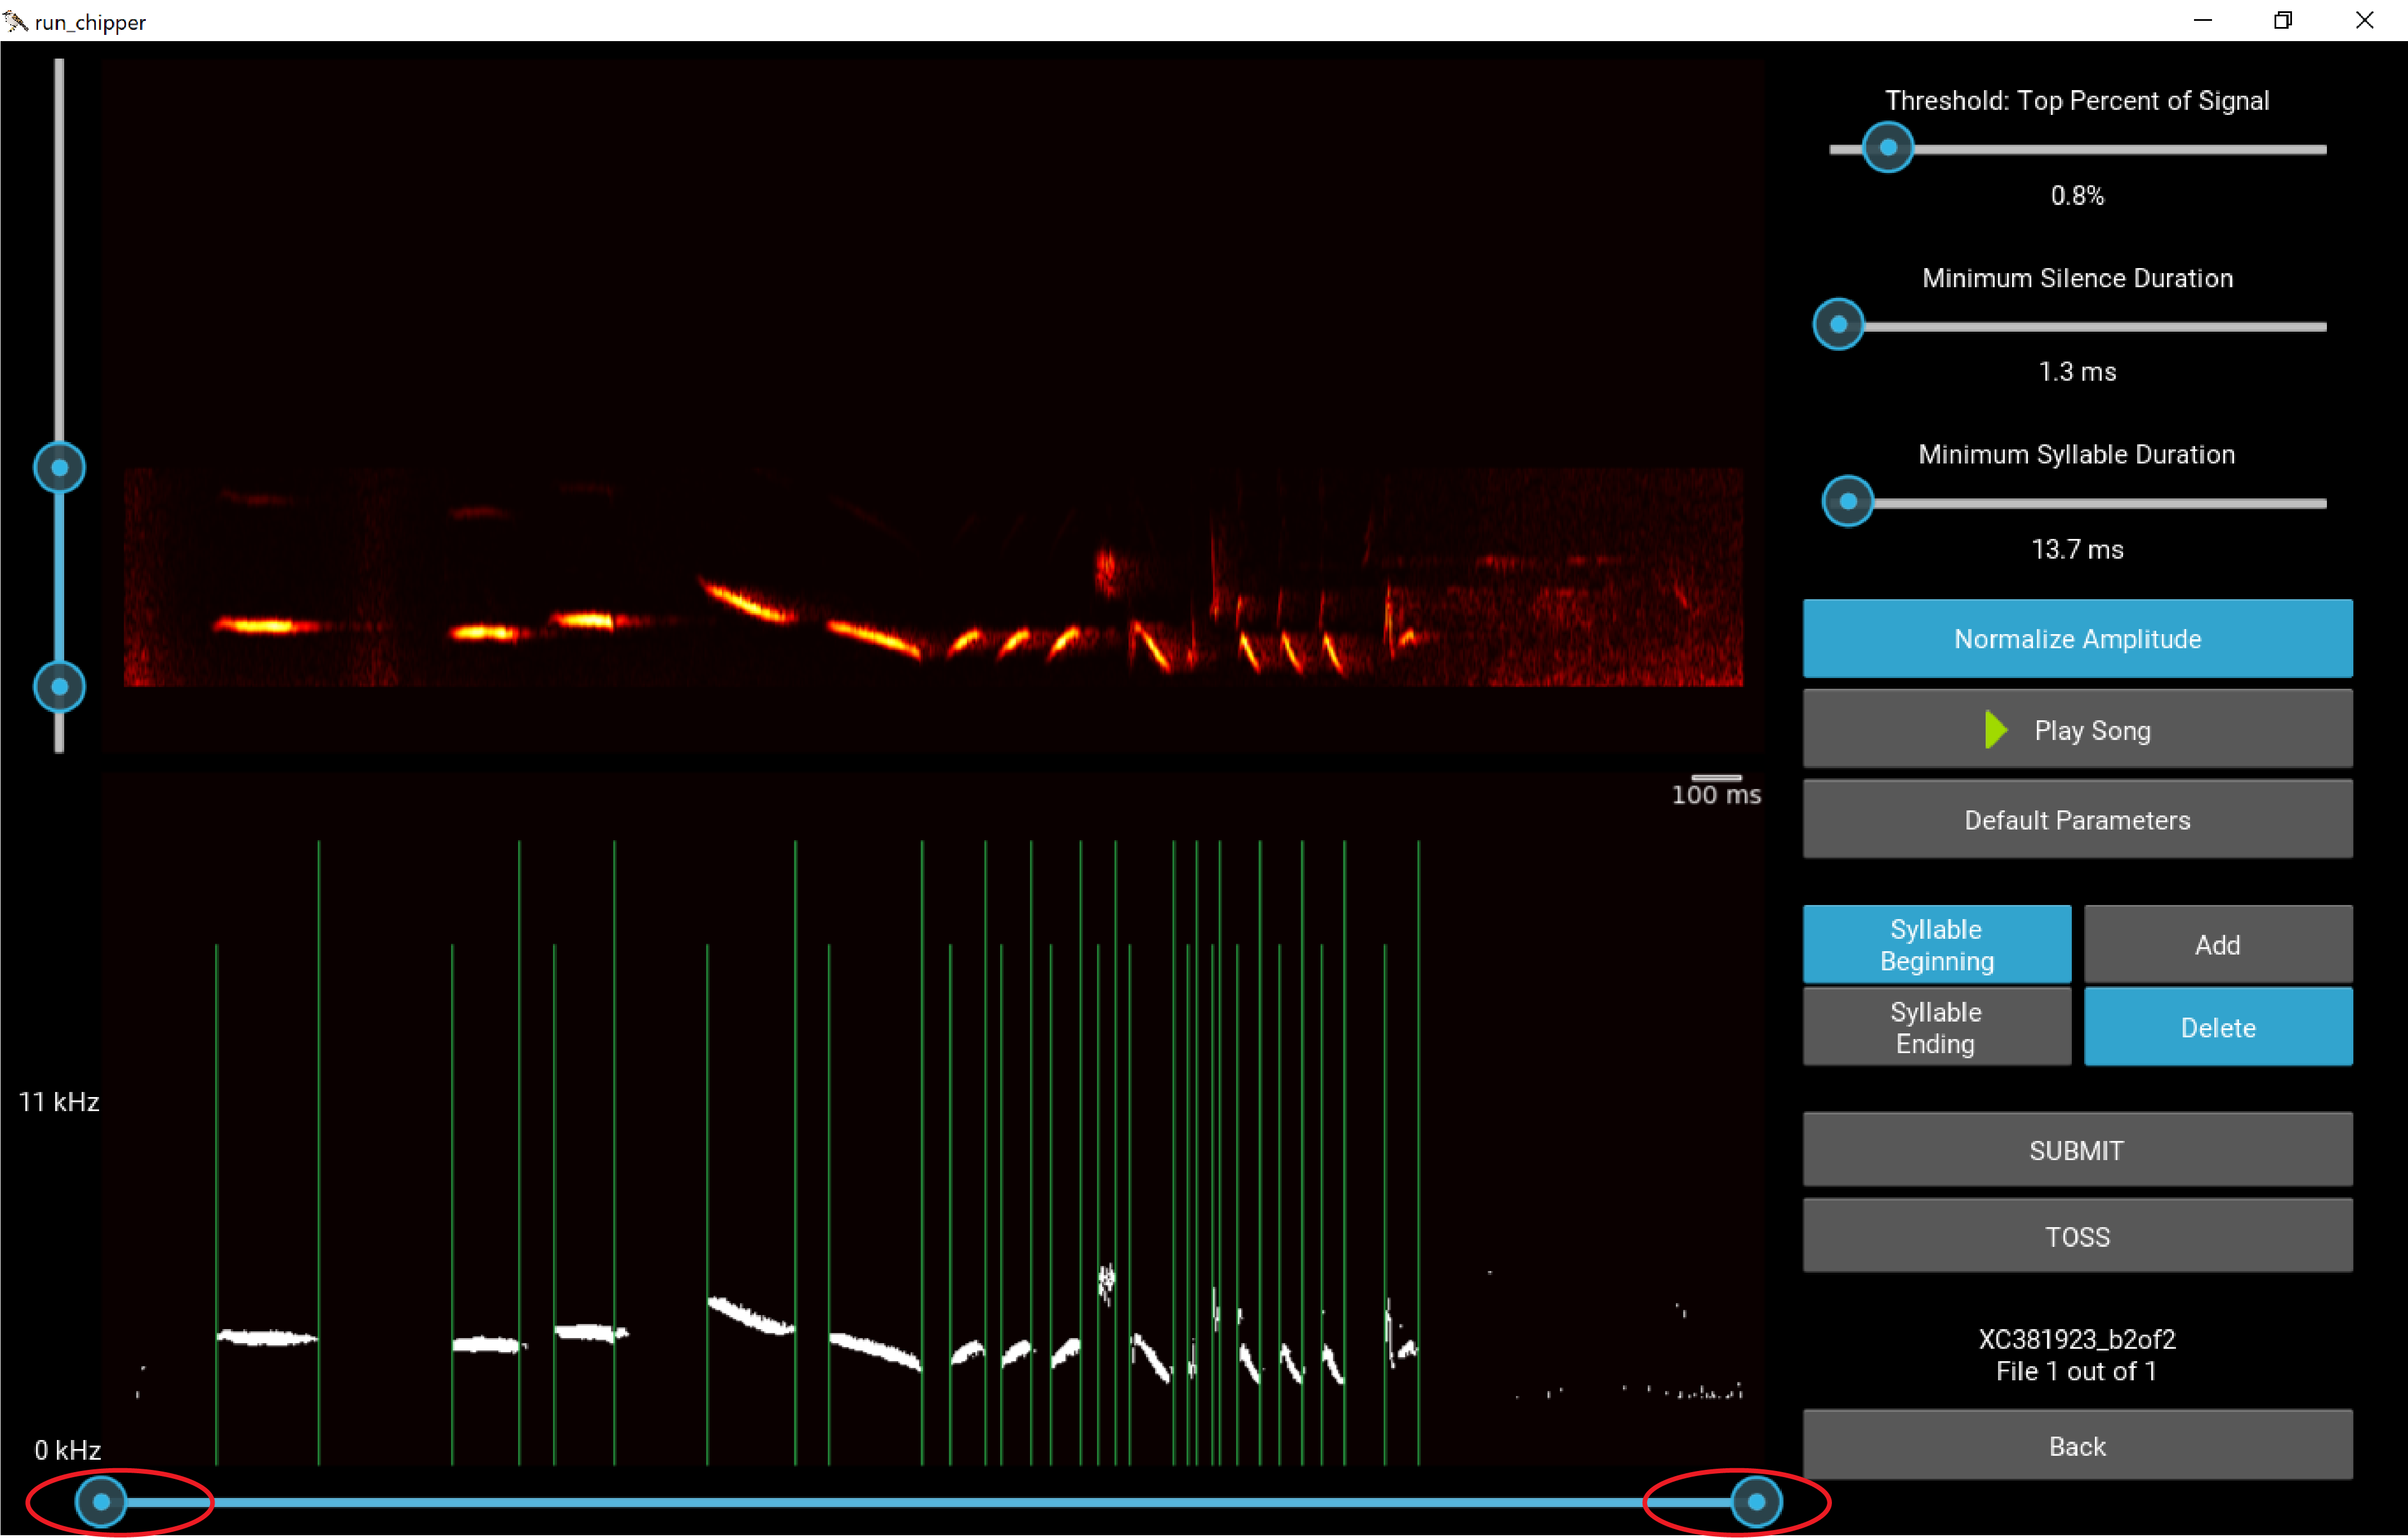 run_chipper
Threshold: Top Percent of Signal
0.8%
Minimum Silence Duration
1.3 ms
Minimum Syllable Duration
13.7 ms
Normalize Amplitude
Play Song
100 ms
Default Parameters
Syllable
Beginning
Add
Syllable
Ending
Delete
11 kHz
SUBMIT
TOSS
XC381923_b2of2
File 1 out of 1
0 kHz
Back